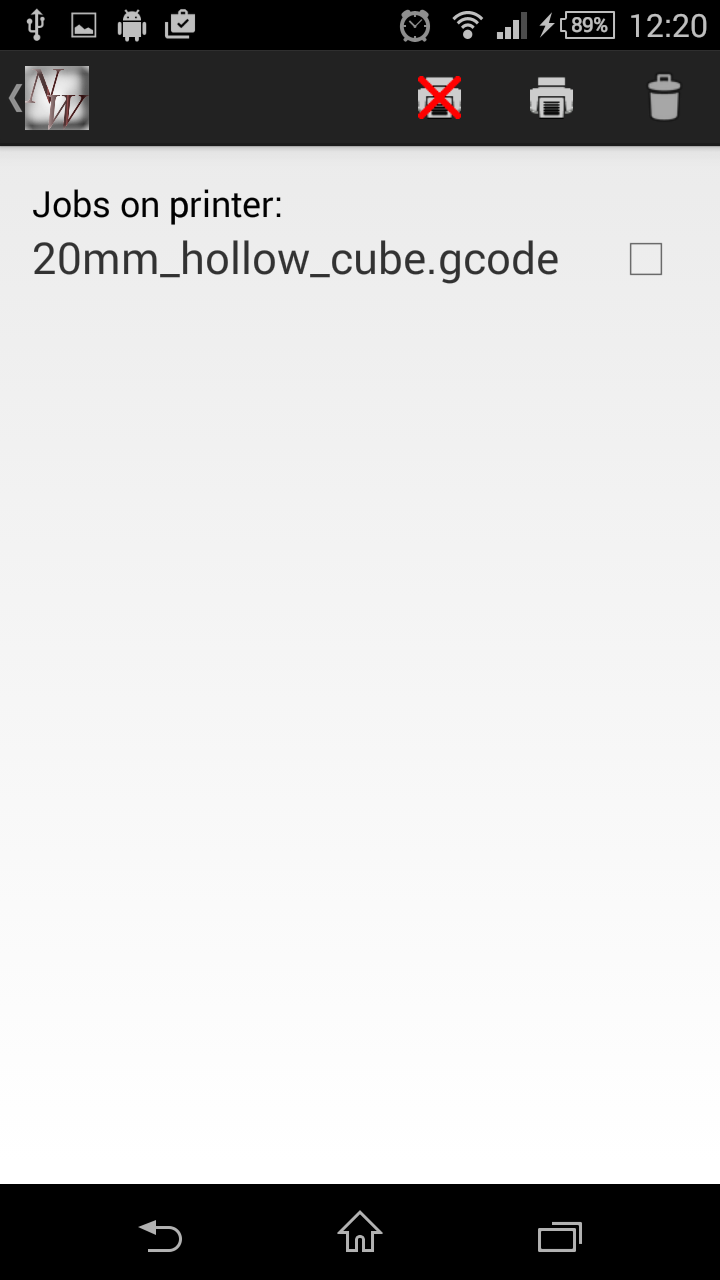 89% 12:20
NW
Jobs on printer:
20mm_hollow_cube.gcode